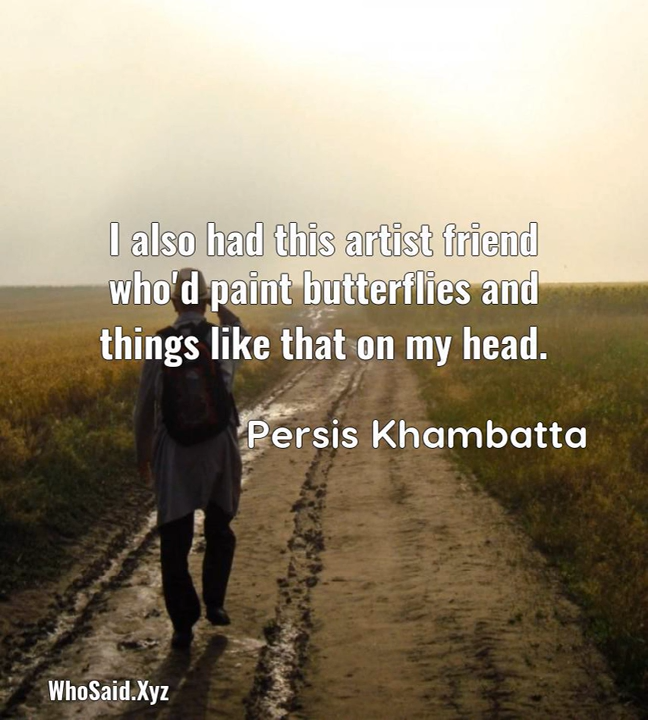 I also had this artist friend
who'd paint butterflies and
things like that on my head.
Persis Khambatta
WhoSaid.Xyz